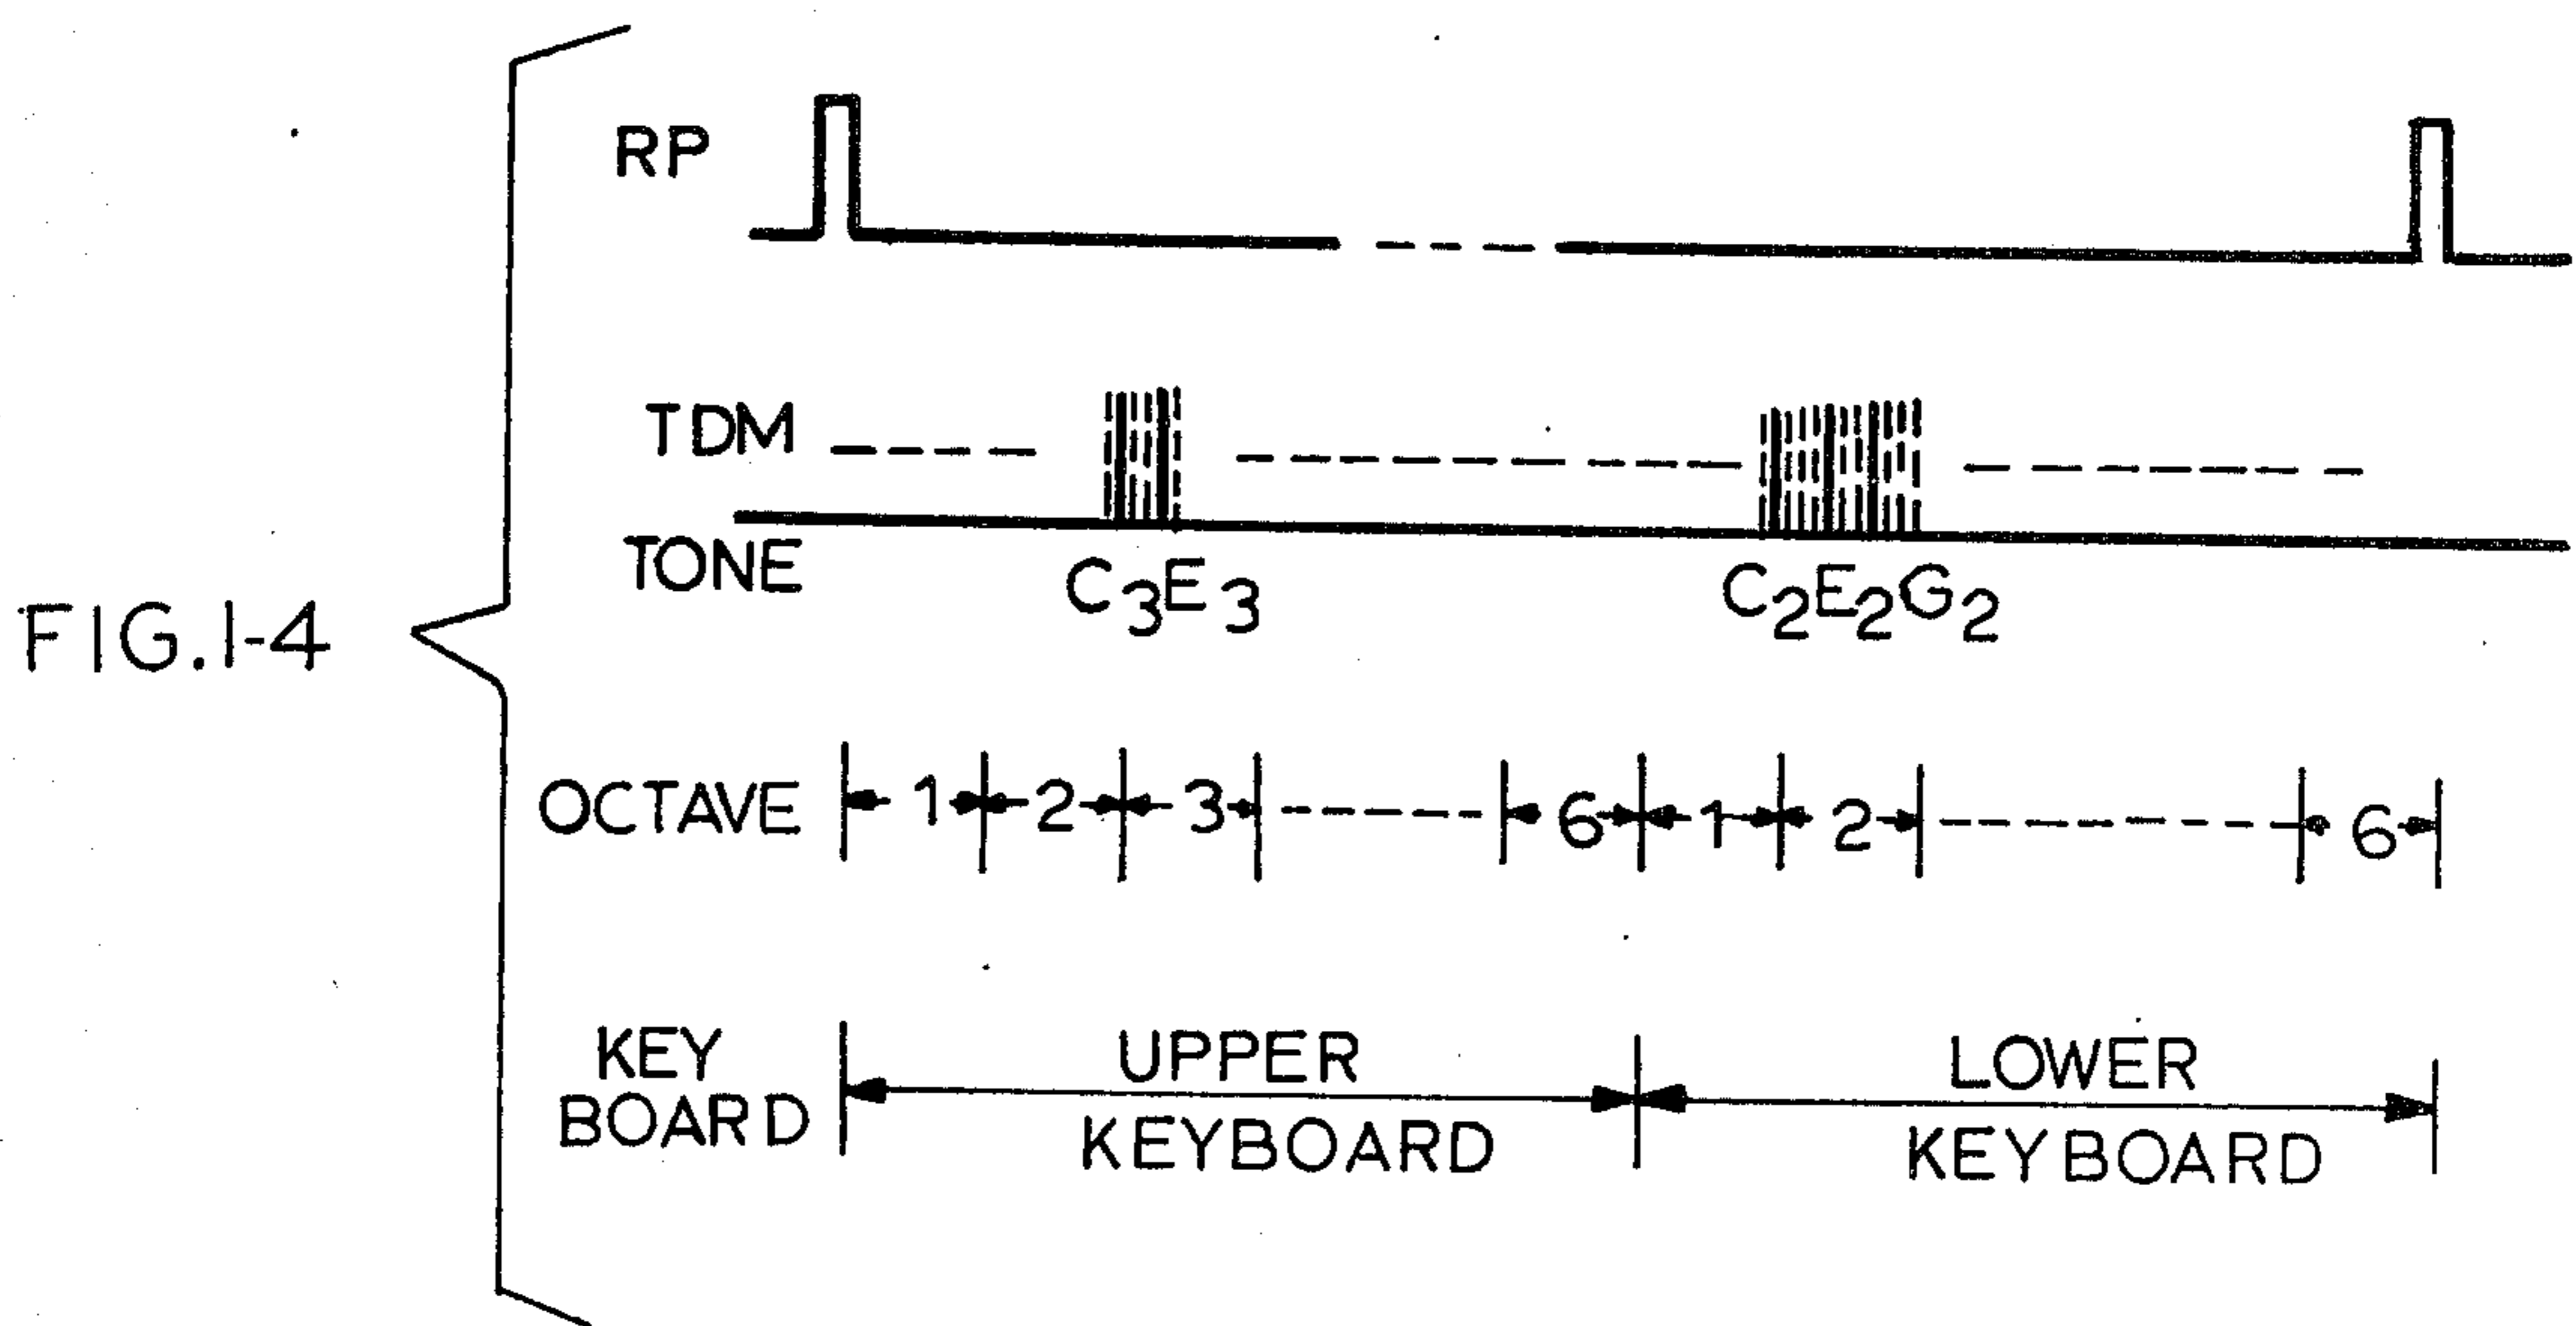 RP
TDM
TONE
C3E3 C2E2G2
FIG.1-4
OCTAVE 1 2 3 6 1 2 6
KEY BOARD
UPPER KEYBOARD
LOWER KEYBOARD